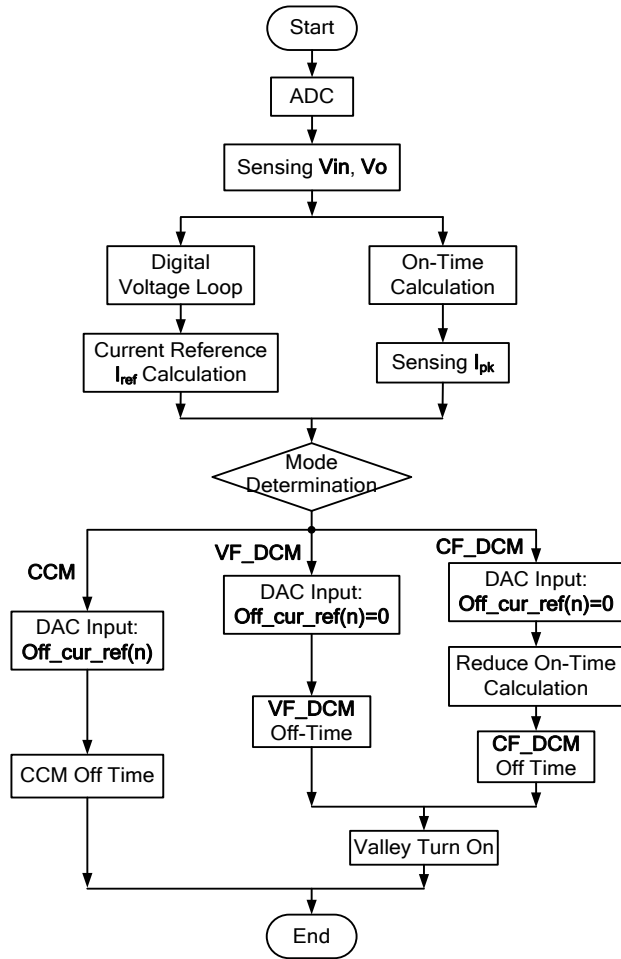 Start
ADC
Sensing Vin, Vo
Digital
Voltage Loop
On-Time
Calculation
Current Reference
Iref Calculation
Sensing Ipk
Mode
Determination
CCM
VF_DCM
CF_DCM
DAC Input:
Off_cur_ref(n)
DAC Input:
Off_cur_ref(n)=0
DAC Input:
Off_cur_ref(n)=0
Reduce On-Time
Calculation
VF_DCM
Off-Time
CF_DCM
Off Time
CCM Off Time
Valley Turn On
End